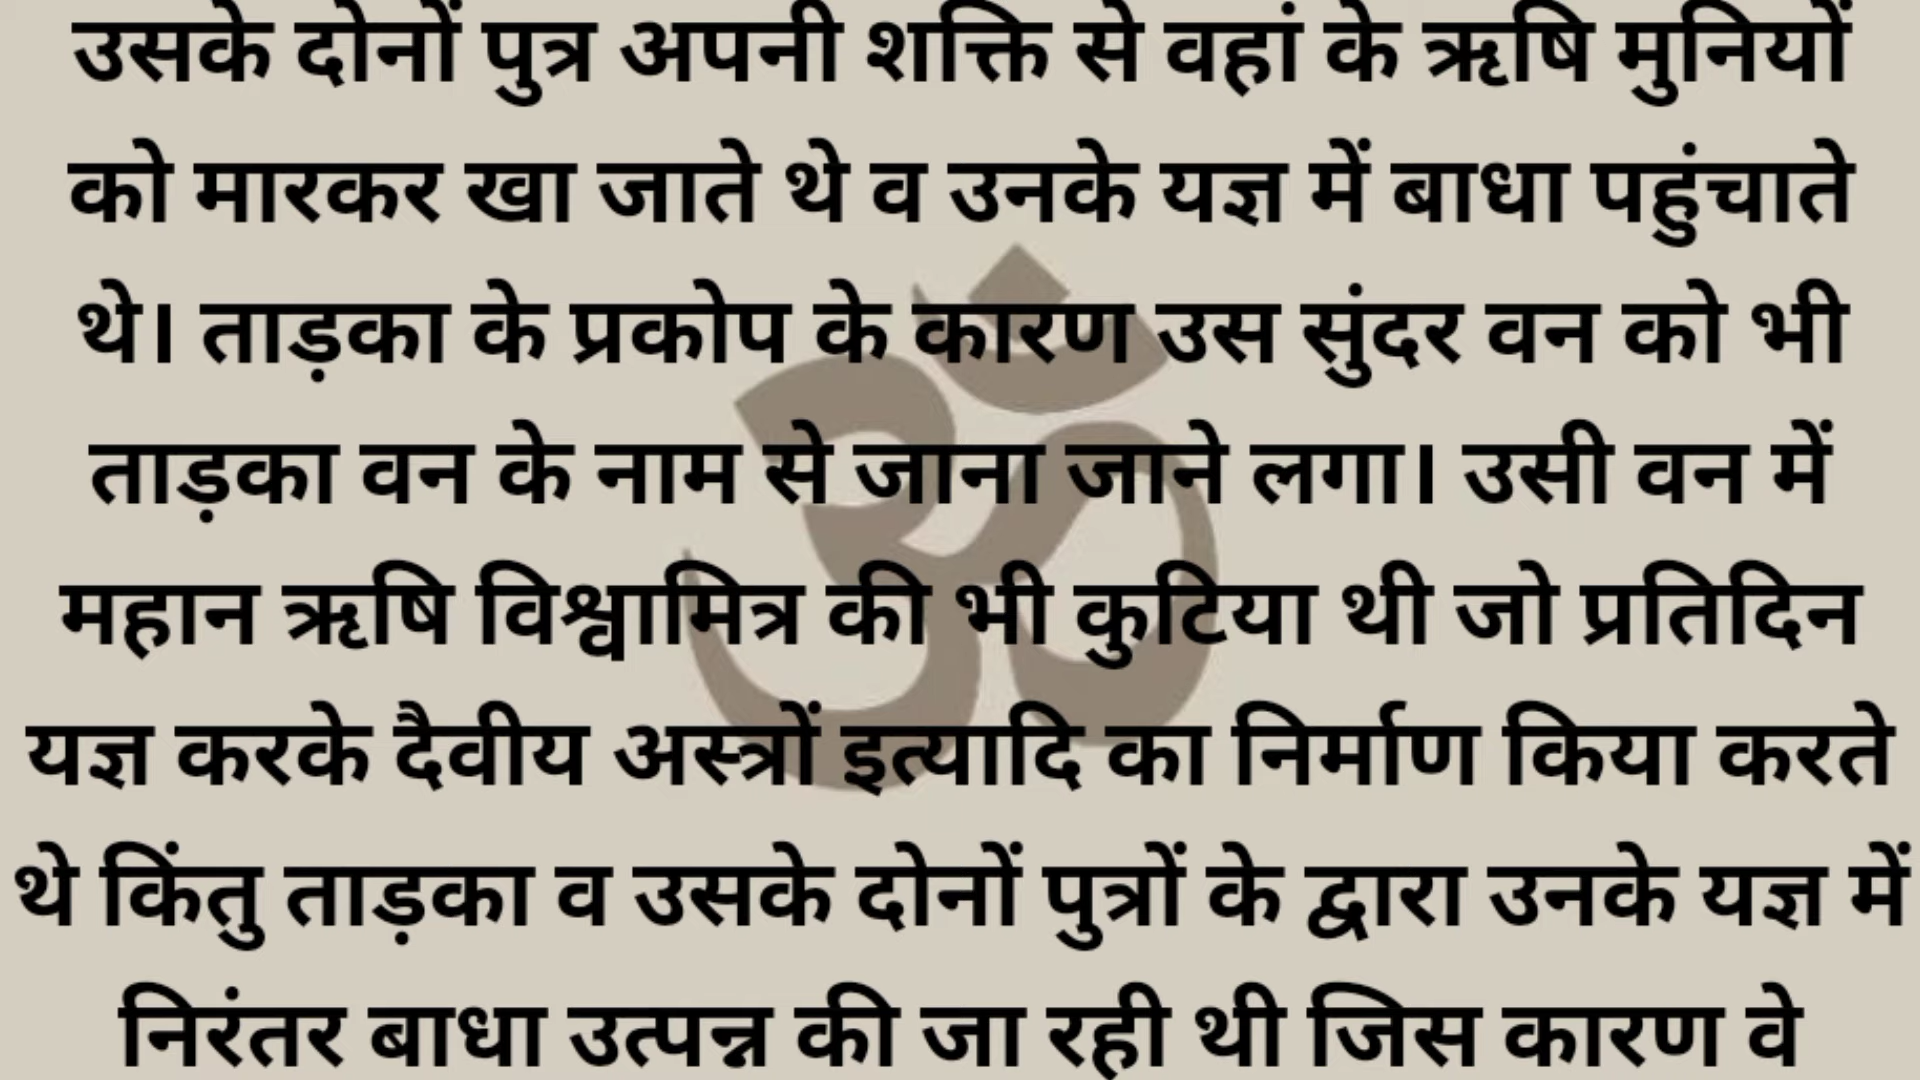 उसके दोनों पुत्र अपनी शक्ति से वहां के ऋषि मुनियों
को मारकर खा जाते थे व उनके यज्ञ में बाधा पहुंचाते
थे। ताड़का के प्रकोप के कारण उस सुंदर वन को भी
ताड़का वन के नाम से जाना जाने लगा। उसी वन में
महान ऋषि विश्वामित्र की भी कुटिया थी जो प्रतिदिन
यज्ञ करके दैवीय अस्त्रों इत्यादि का निर्माण किया करते
थे किंतु ताड़का व उसके दोनों पुत्रों के द्वारा उनके यज्ञ में
निरंतर बाधा उत्पन्न की जा रही थी जिस कारण वे
ॐ